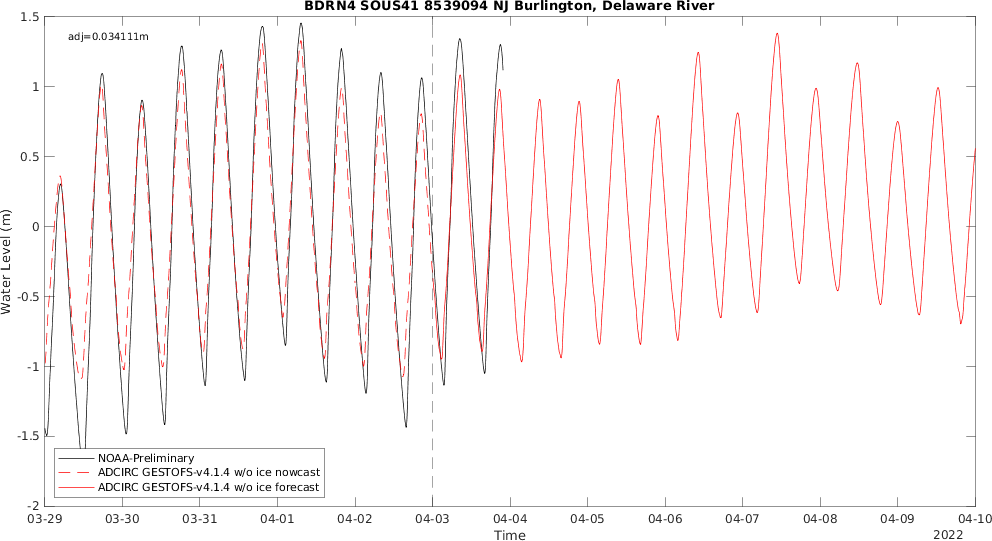 BDRN4 SOUS41 8539094 NJ Burlington, Delaware River
adj=0.034111m
1.5
1
0.5
0
-0.5
-1
-1.5
-2
Water Level (m)
NOAA-Preliminary
ADCIRC GESTOFS-v4.1.4 w/o ice nowcast
ADCIRC GESTOFS-v4.1.4 w/o ice forecast
03-29 03-30 03-31 04-01 04-02 04-03 04-04 04-05 04-06 04-07 04-08 04-09 04-10
Time
2022